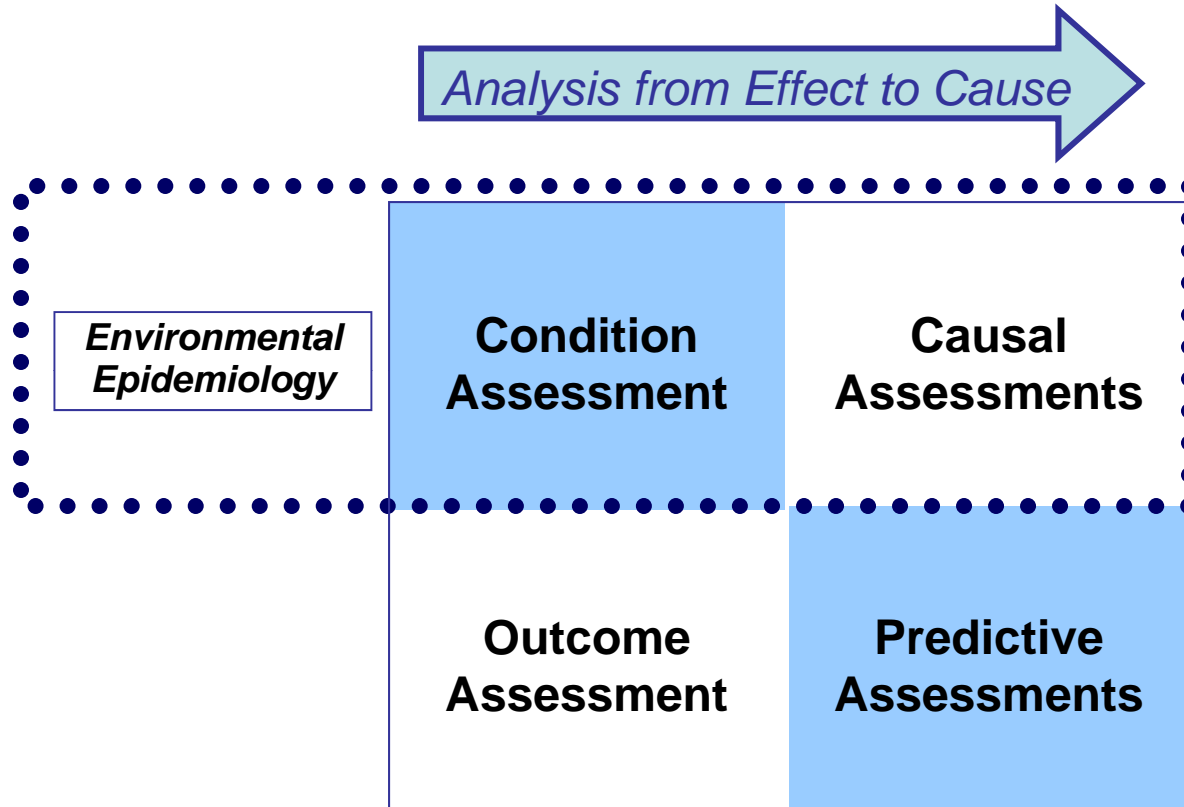 Analysis from Effect to Cause
Environmental
Epidemiology
Condition
Assessment
Causal
Assessments
Outcome
Assessment
Predictive
Assessments